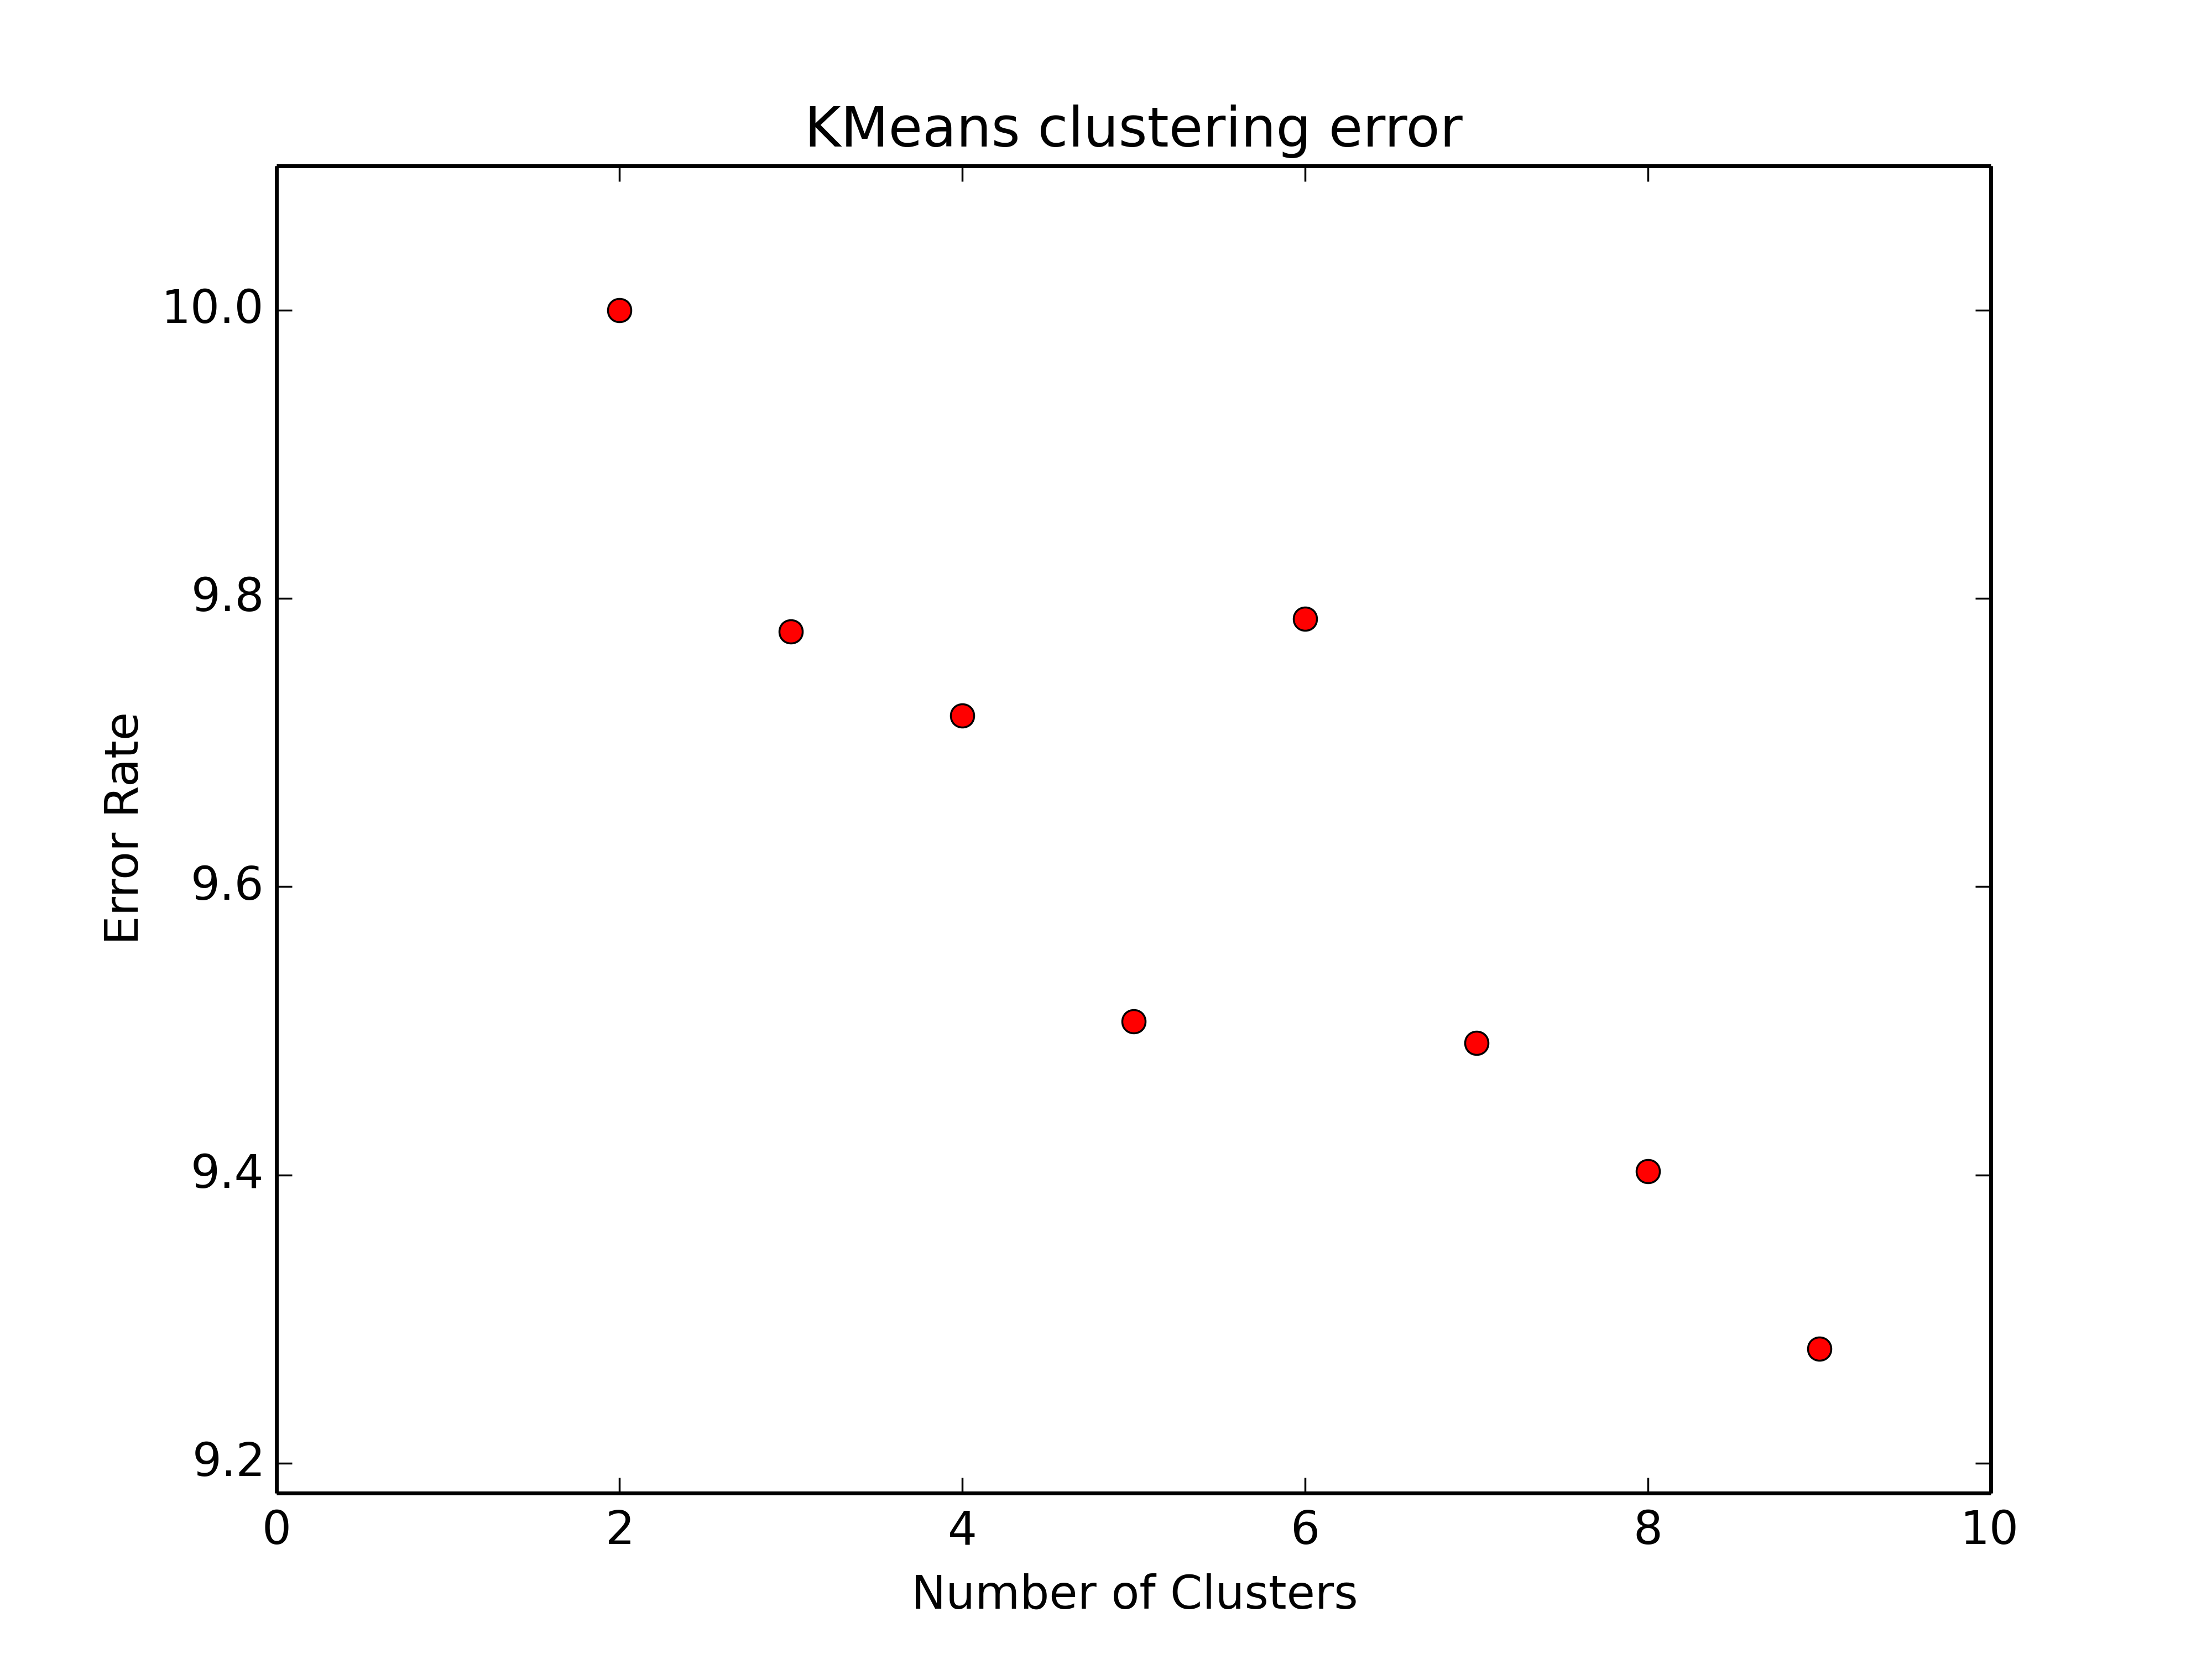 KMeans clustering error
10.0
9.8
9.6
9.4
9.2
Error Rate
0 2 4 6 8 10
Number of Clusters